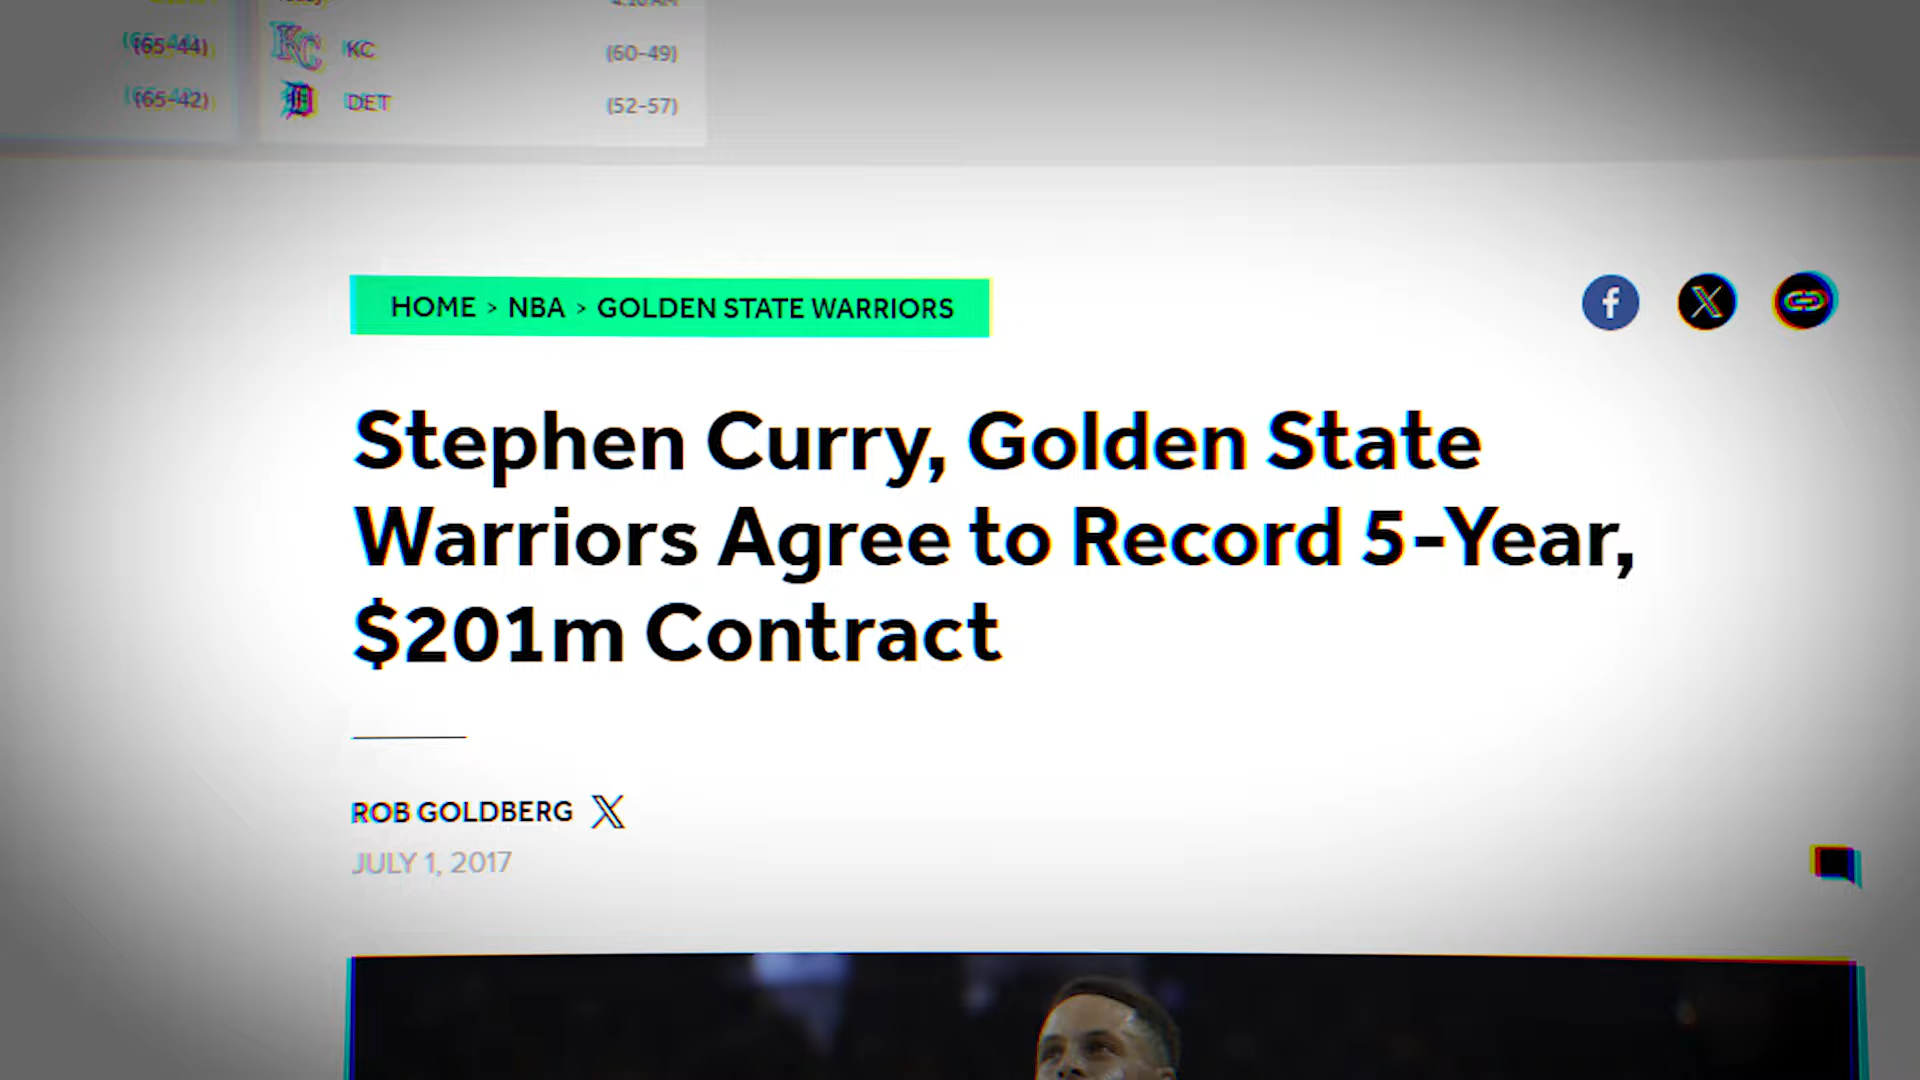 (65-44)
KC
(60-49)
(65-42)
DET
(52-57)
HOME > NBA > GOLDEN STATE WARRIORS
Stephen Curry, Golden State
Warriors Agree to Record 5-Year,
$201m Contract
ROB GOLDBERG
JULY 1, 2017